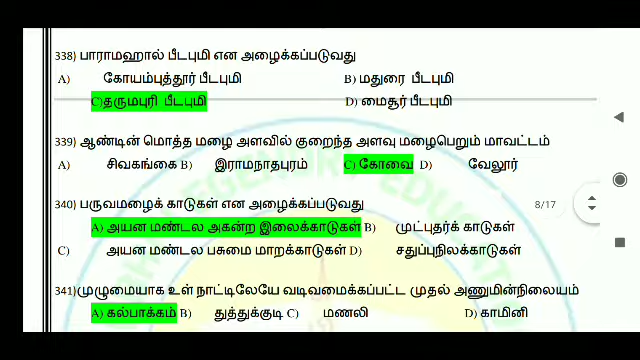 338) பாராமஹால் பீடபுமி என அழைக்கப்படுவது
A) கோயம்புத்தூர் பீடபுமி B) மதுரை பீடபுமி
C)தருமபுரி பீடபுமி D) மைசூர் பீடபுமி
339) ஆண்டின் மொத்த மழை அளவில் குறைந்த அளவு மழைபெறும் மாவட்டம்
A) சிவகங்கை B) இராமநாதபுரம் C) கோவை D) வேலூர்
340) பருவமழைக் காடுகள் என அழைக்கப்படுவது
8/17
A) அயன மண்டல அகன்ற இலைக்காடுகள் B) முட்புதர்க் காடுகள்
C) அயன மண்டல பசுமை மாறக்காடுகள் D) சதுப்புநிலக்காடுகள்
341)முழுமையாக உள் நாட்டிலேயே வடிவமைக்கப்பட்ட முதல் அணுமின்நிலையம்
A) கல்பாக்கம் B) துத்துக்குடி C) மணலி D) காமினி